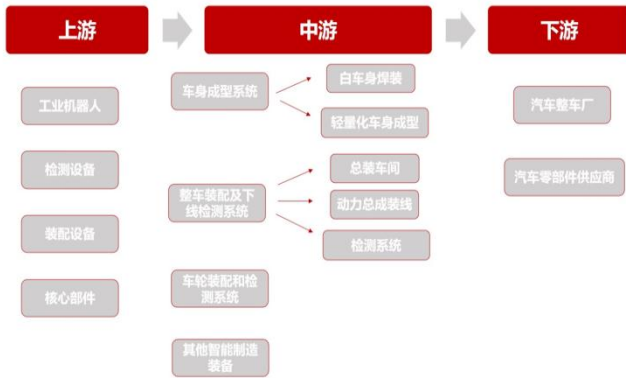 上游
中游
下游
工业机器人
检测设备
装配设备
核心部件
车身成型系统
白车身焊装
轻量化车身成型
整车装配及下
线检测系统
总装车间
动力总成装线
检测系统
车轮装配和检
测系统
其他智能制造
装备
汽车整车厂
汽车零部件供应商